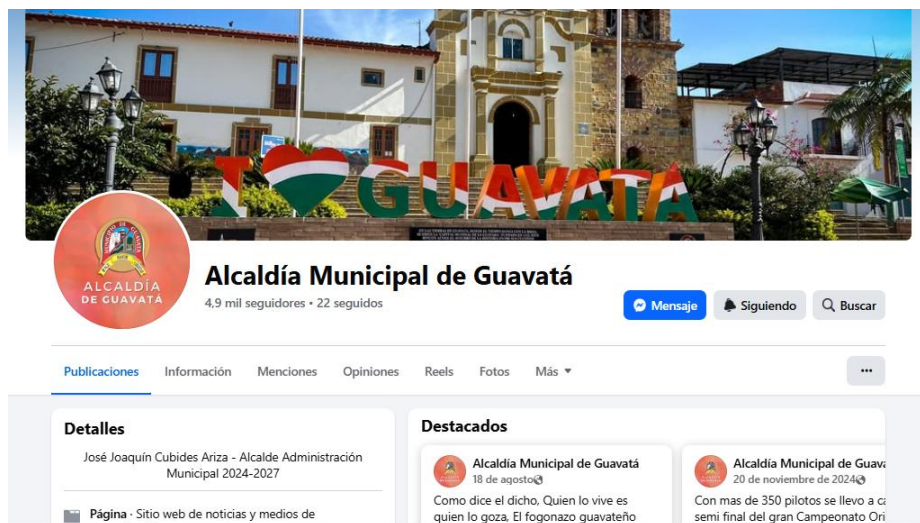 I GUAVATÁ
ALCALDÍA
DE GUAVATÁ
Alcaldía Municipal de Guavatá
4,9 mil seguidores • 22 seguidos
Mensaje
Siguiendo
Buscar
Publicaciones
Información
Menciones
Opiniones
Reels
Fotos
Más
Detalles
José Joaquín Cubides Ariza - Alcalde Administración
Municipal 2024-2027
Página · Sitio web de noticias y medios de
Destacados
Alcaldía Municipal de Guavatá
18 de agosto
Como dice el dicho, Quien lo vive es
quien lo goza, El fogonazo guavateño
Alcaldía Municipal de Guava
20 de noviembre de 2024
Con mas de 350 pilotos se llevo a ca
semi final del gran Campeonato Ori